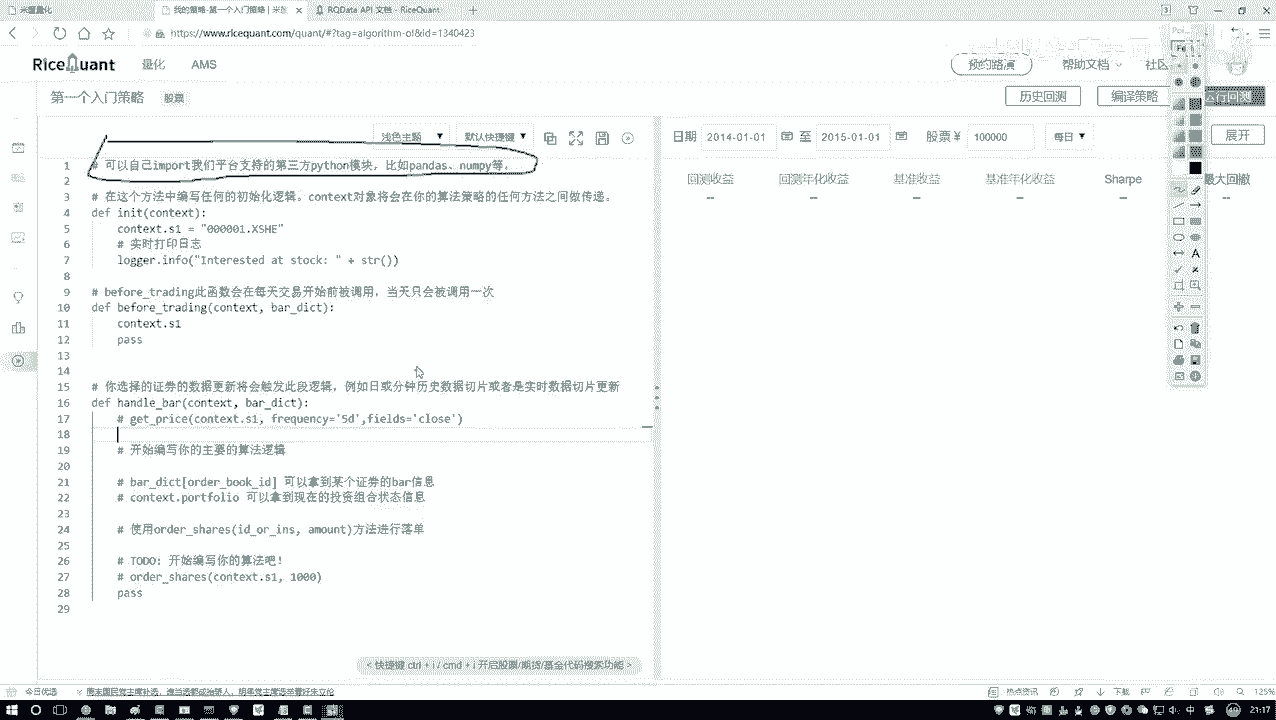 米筐量化
我的策略-第一个入门策略 | 米筐
RQData API 文档 - RiceQuant
https://www.ricequant.com/quant/#?tag=algorithm-ol&id=1340423
RiceQuant
量化
AMS
预约路演
帮助文档
社区
第一个入门策略
股票
历史回测
编译策略
运行回测
浅色主题
默认快捷键
日期
2014-01-01
至
2015-01-01
股票 ¥
100000
每日
展开
回测收益
回测年化收益
基准收益
基准年化收益
Sharpe
最大回撤
--
--
--
--
--
--
1 # 可以自己import我们平台支持的第三方python模块，比如pandas、numpy等。
2
3 # 在这个方法中编写任何的初始化逻辑。context对象将会在你的算法策略的任何方法之间做传递。
4 def init(context):
5 context.s1 = "000001.XSHE"
6 # 实时打印日志
7 logger.info("Interested at stock: " + str())
8
9 # before_trading此函数会在每天交易开始前被调用，当天只会被调用一次
10 def before_trading(context, bar_dict):
11 context.s1
12 pass
13
14
15 # 你选择的证券的数据更新将会触发此段逻辑，例如日或分钟历史数据切片或者是实时数据切片更新
16 def handle_bar(context, bar_dict):
17 # get_price(context.s1, frequency='5d',fields='close')
18
19 # 开始编写你的主要的算法逻辑
20
21 # bar_dict[order_book_id] 可以拿到某个证券的bar信息
22 # context.portfolio 可以拿到现在的投资组合状态信息
23
24 # 使用order_shares(id_or_ins, amount)方法进行落单
25
26 # TODO: 开始编写你的算法吧！
27 # order_shares(context.s1, 1000)
28 pass
29
< 快捷键 ctrl + i / cmd + i 开启股票/期货/基金代码搜索功能 >
今日优选
热点资讯
下载
125%
中
21:17